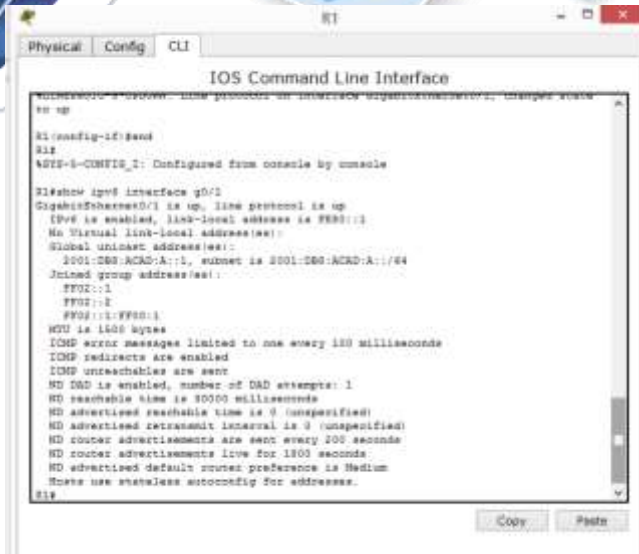 R1
Physical Config CLI
IOS Command Line Interface
Line protocol on Interface GigabitEthernet0/1, changed state
to up
R1(config-if)#end
R1#
%SYS-5-CONFIG_I: Configured from console by console
R1#show ipv6 interface g0/1
GigabitEthernet0/1 is up, line protocol is up
IPv6 is enabled, link-local address is FE80::1
No Virtual link-local address(es):
Global unicast address(es):
2001:DB8:ACAD:A::1, subnet is 2001:DB8:ACAD:A::/64
Joined group address(es):
FF02::1
FF02::2
FF02::1:FF00:1
MTU is 1500 bytes
ICMP error messages limited to one every 100 milliseconds
ICMP redirects are enabled
ICMP unreachables are sent
ND DAD is enabled, number of DAD attempts: 1
ND reachable time is 30000 milliseconds
ND advertised reachable time is 0 (unspecified)
ND advertised retransmit interval is 0 (unspecified)
ND router advertisements are sent every 200 seconds
ND router advertisements live for 1800 seconds
ND advertised default router preference is Medium
Hosts use stateless autoconfig for addresses.
R1#
Copy Paste